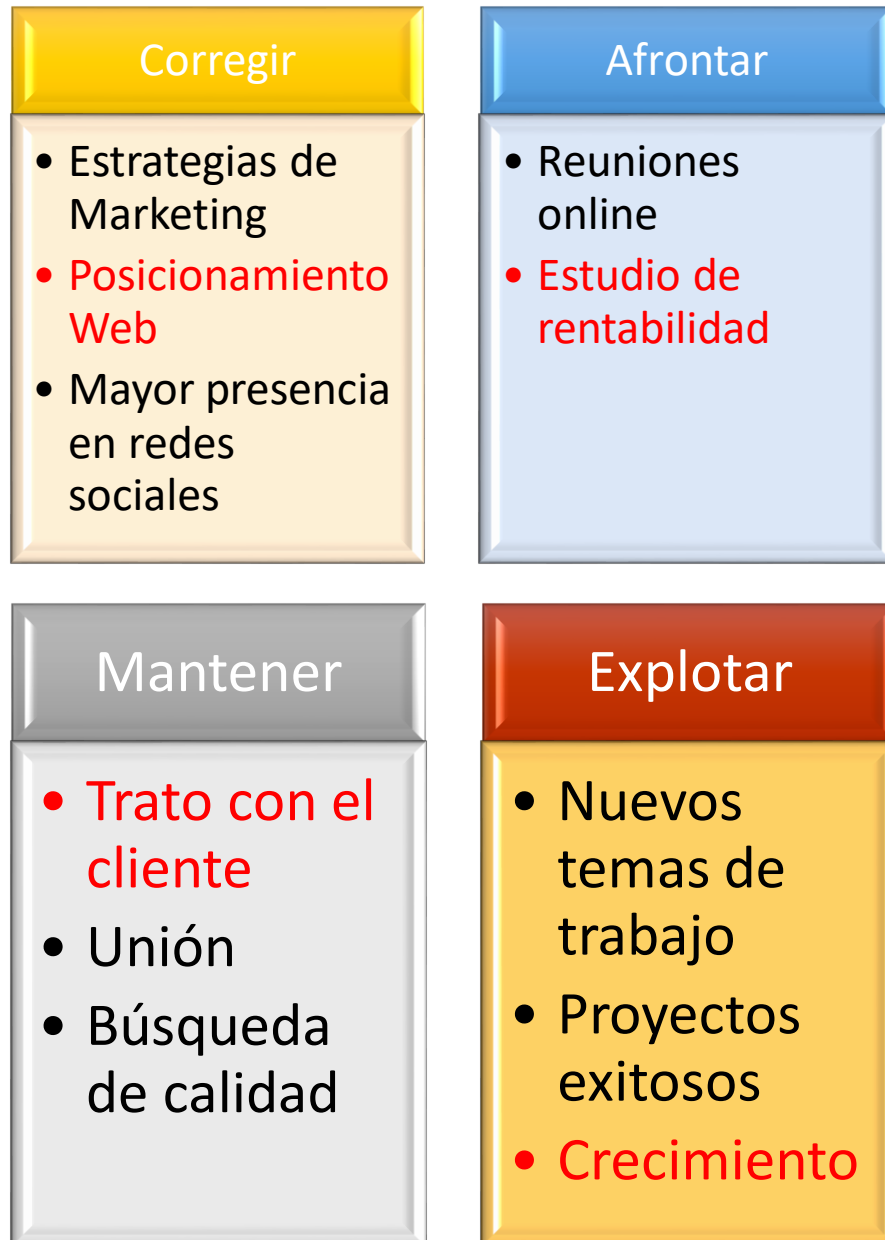 Corregir
• Estrategias de
Marketing
• Posicionamiento
Web
• Mayor presencia
en redes
sociales
Afrontar
• Reuniones
online
• Estudio de
rentabilidad
Mantener
• Trato con el
cliente
• Unión
• Búsqueda
de calidad
Explotar
• Nuevos
temas de
trabajo
• Proyectos
exitosos
• Crecimiento